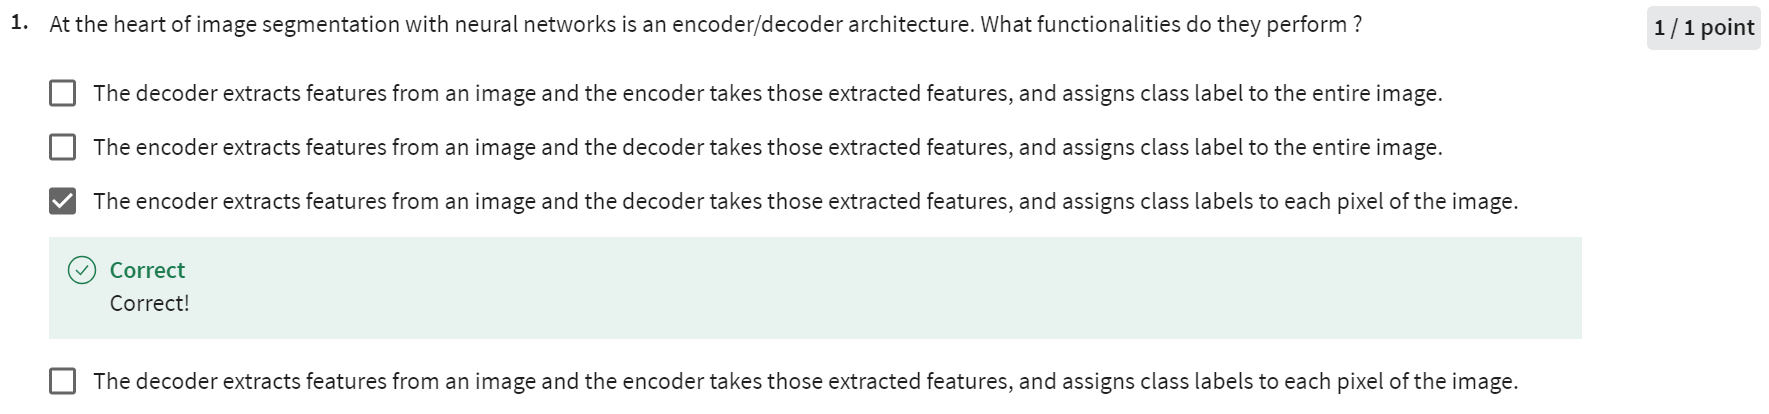 1. At the heart of image segmentation with neural networks is an encoder/decoder architecture. What functionalities do they perform ?
1 / 1 point
The decoder extracts features from an image and the encoder takes those extracted features, and assigns class label to the entire image.
The encoder extracts features from an image and the decoder takes those extracted features, and assigns class label to the entire image.
The encoder extracts features from an image and the decoder takes those extracted features, and assigns class labels to each pixel of the image.
Correct
Correct!
The decoder extracts features from an image and the encoder takes those extracted features, and assigns class labels to each pixel of the image.